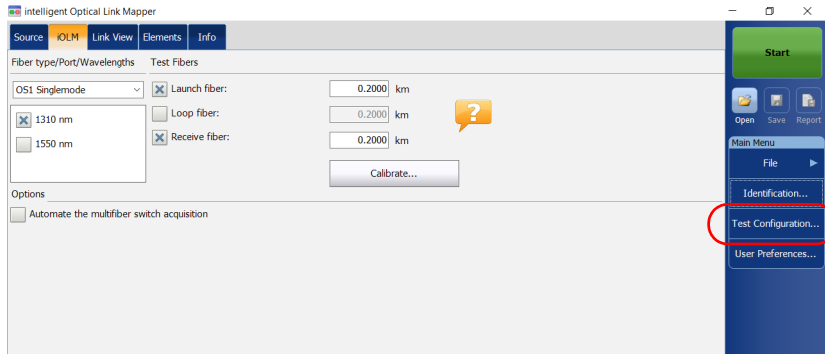 intelligent Optical Link Mapper
Source iOLM Link View Elements Info
Fiber type/Port/Wavelengths
OS1 Singlemode
1310 nm
1550 nm
Test Fibers
Launch fiber: 0.2000 km
Loop fiber: 0.2000 km
Receive fiber: 0.2000 km
?
Calibrate...
Options
Automate the multifiber switch acquisition
Start
Open Save Report
Main Menu
File
Identification...
Test Configuration...
User Preferences...